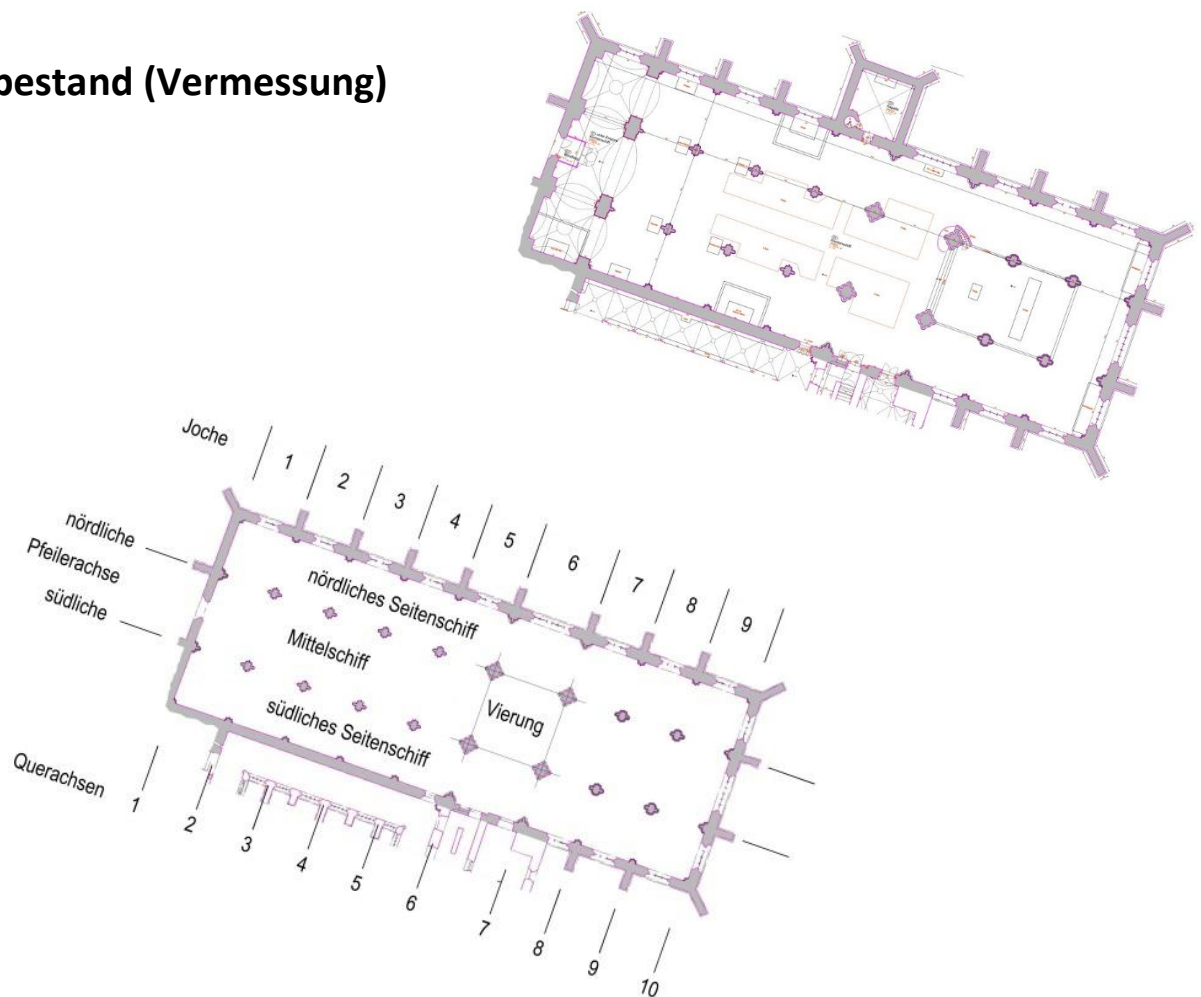 bestand (Vermessung)
Joche
1
2
3
4
5
6
7
8
9
nördliche
Pfeilerachse
südliche
nördliches Seitenschiff
Mittelschiff
Vierung
südliches Seitenschiff
Querachsen
1
2
3
4
5
6
7
8
9
10